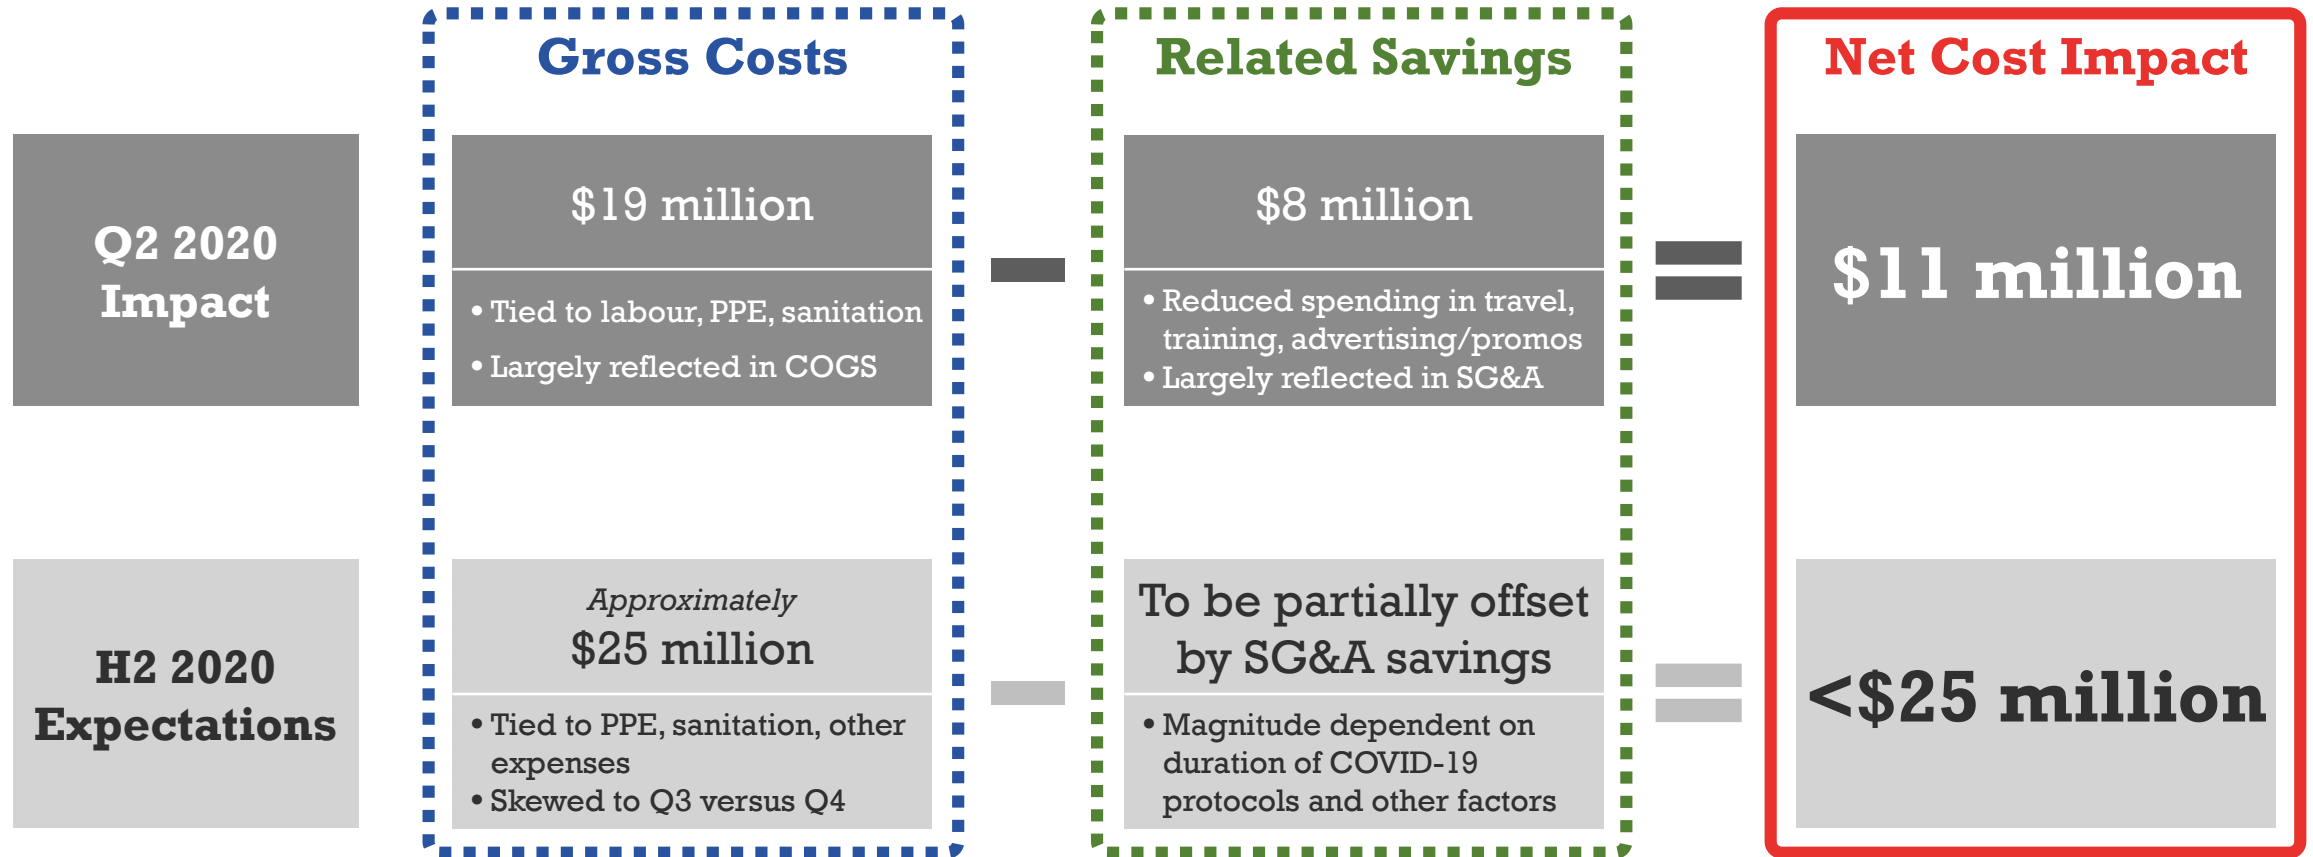 Gross Costs
Related Savings
Net Cost Impact
Q2 2020
Impact
$19 million
• Tied to labour, PPE, sanitation
• Largely reflected in COGS
$8 million
• Reduced spending in travel,
training, advertising/promos
• Largely reflected in SG&A
$11 million
H2 2020
Expectations
Approximately
$25 million
• Tied to PPE, sanitation, other
expenses
• Skewed to Q3 versus Q4
To be partially offset
by SG&A savings
• Magnitude dependent on
duration of COVID-19
protocols and other factors
<$25 million